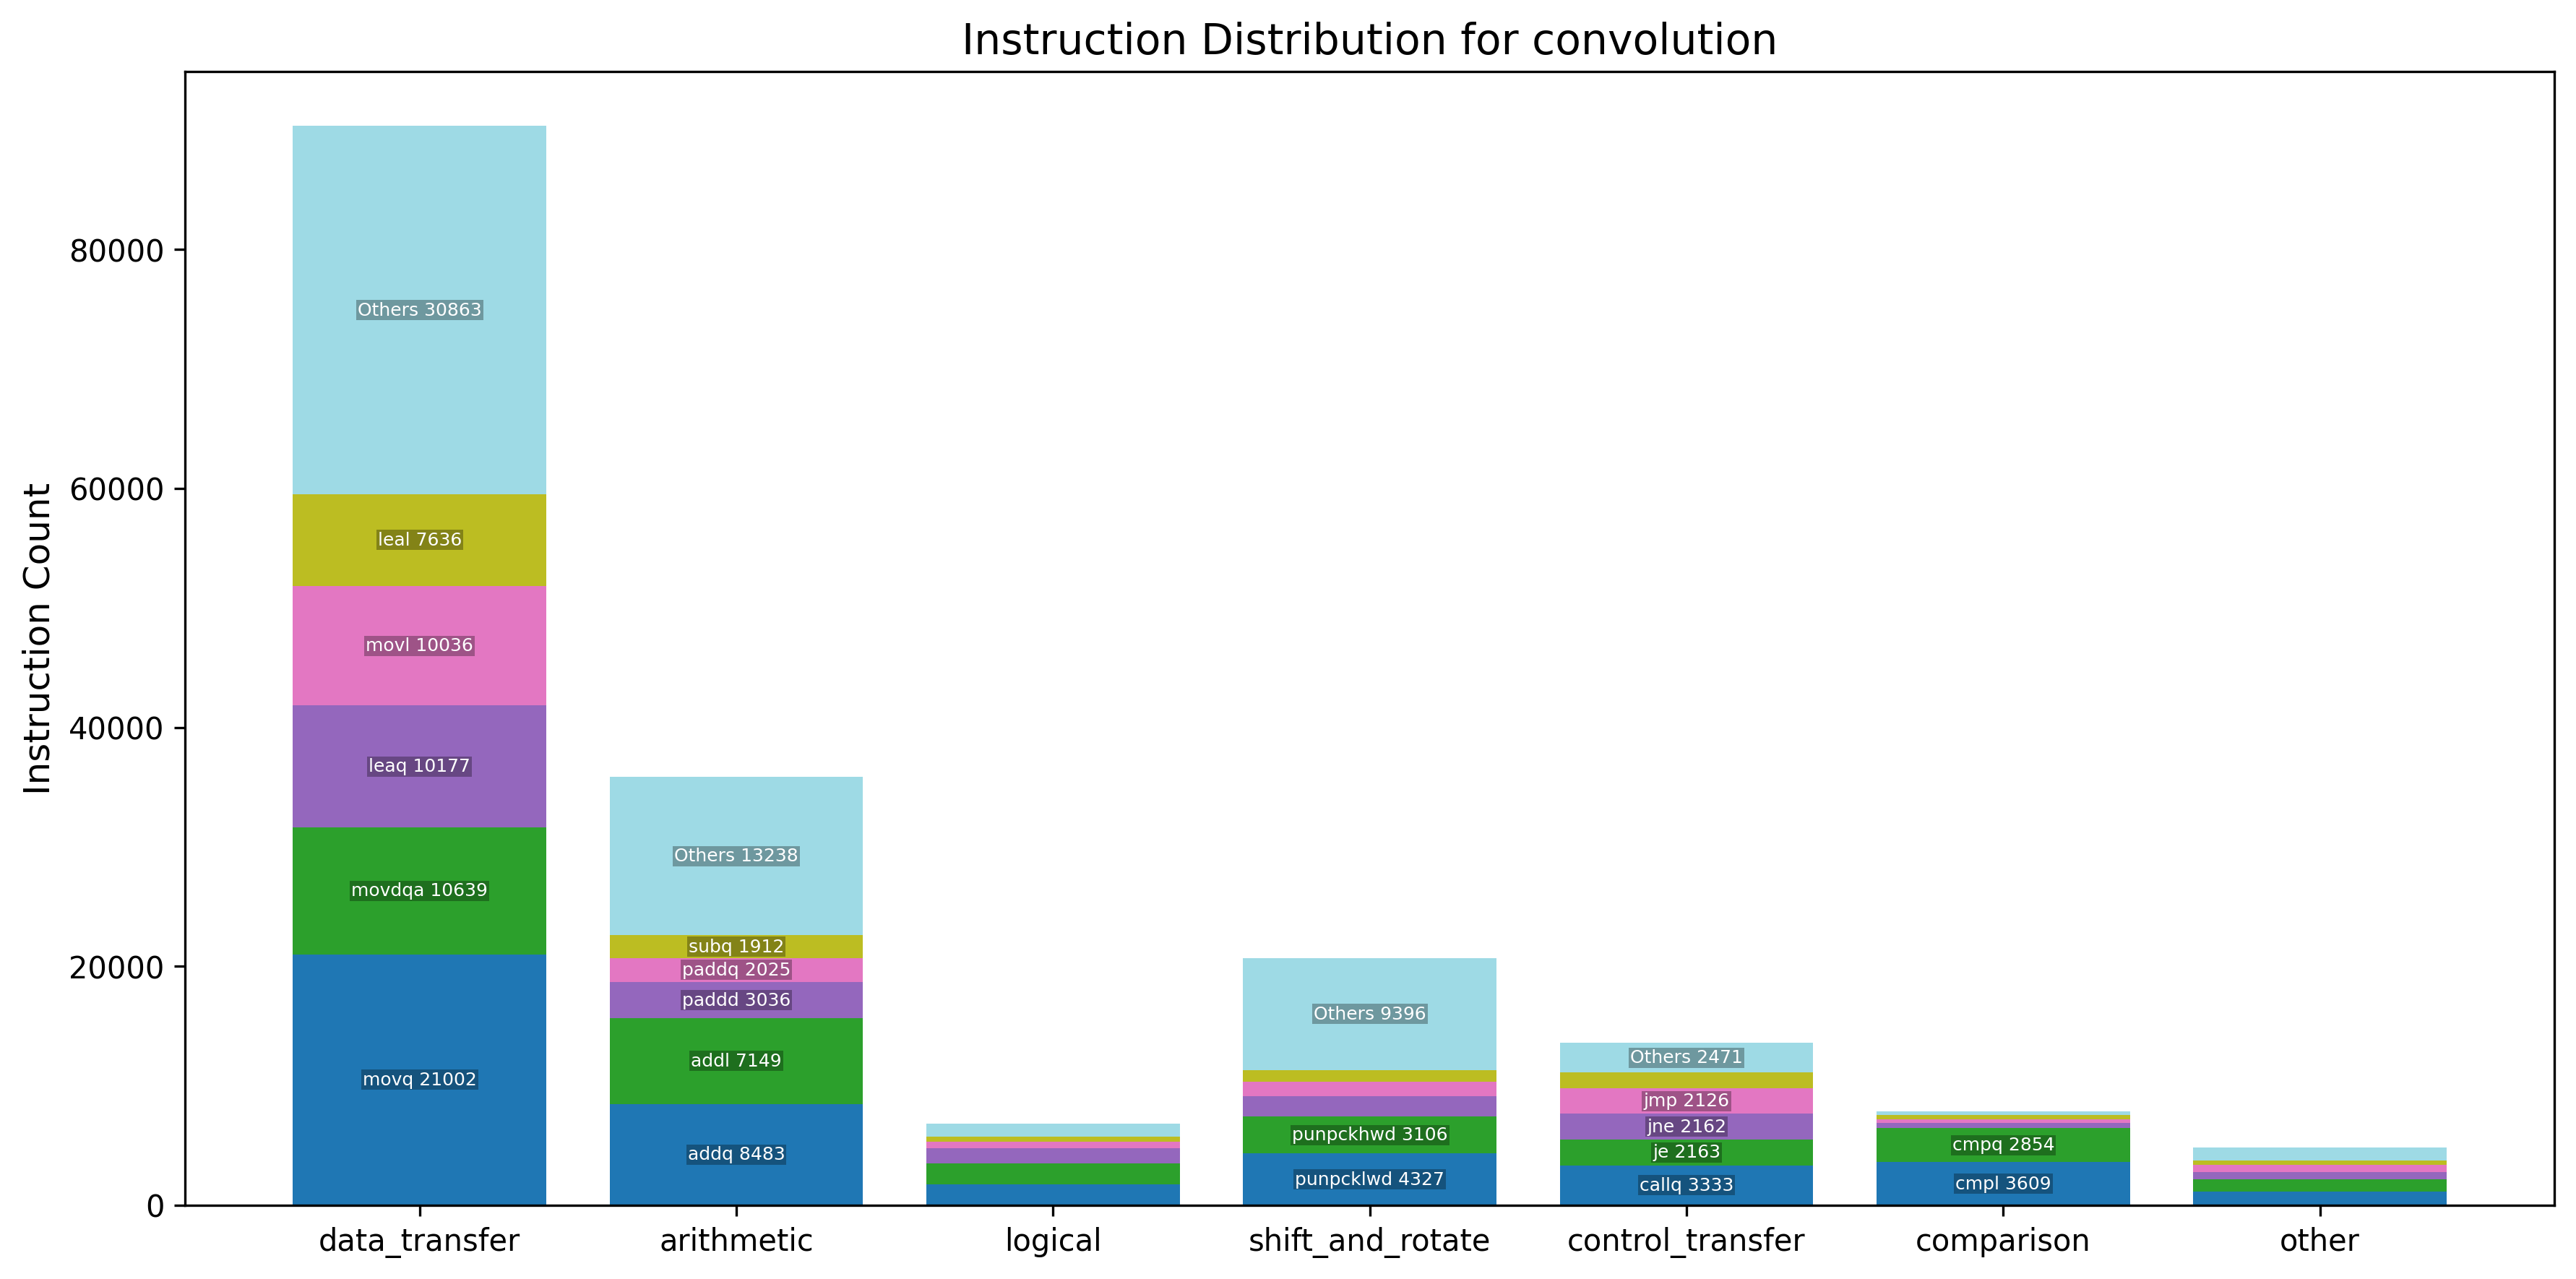 Instruction Distribution for convolution
Instruction Count
80000
60000
40000
20000
0
Others 30863
leal 7636
movl 10036
leaq 10177
movdqa 10639
movq 21002
Others 13238
subq 1912
paddq 2025
paddd 3036
addl 7149
addq 8483
Others 9396
punpckhwd 3106
punpcklwd 4327
Others 2471
jmp 2126
jne 2162
je 2163
callq 3333
cmpq 2854
cmpl 3609
data_transfer
arithmetic
logical
shift_and_rotate
control_transfer
comparison
other